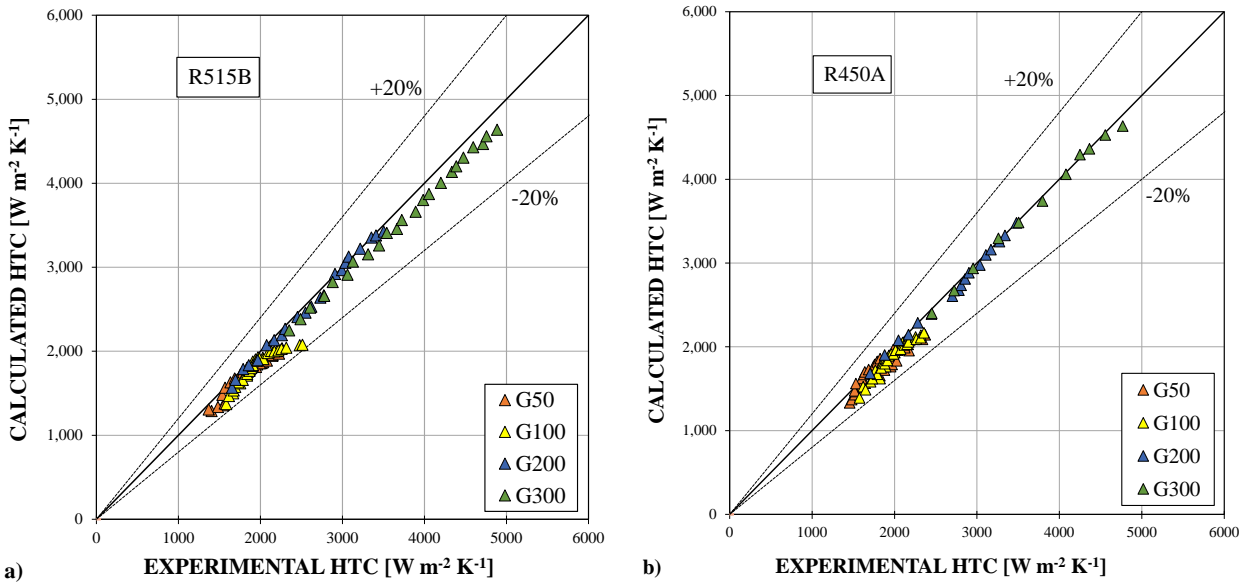 6,000
5,000
4,000
3,000
2,000
1,000
0
CALCULATED HTC [W m-2 K-1]
R515B
+20%
-20%
G50
G100
G200
G300
0 1000 2000 3000 4000 5000 6000
EXPERIMENTAL HTC [W m-2 K-1]
a)
6,000
5,000
4,000
3,000
2,000
1,000
0
CALCULATED HTC [W m-2 K-1]
R450A
+20%
-20%
G50
G100
G200
G300
0 1000 2000 3000 4000 5000 6000
EXPERIMENTAL HTC [W m-2 K-1]
b)